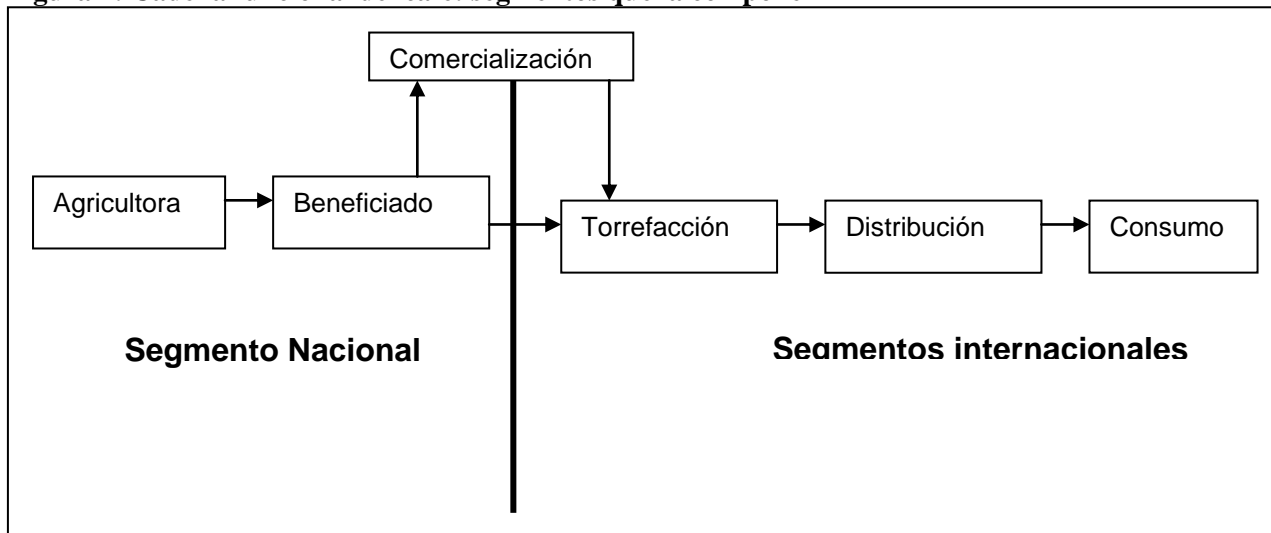 Comercialización
Agricultora
Beneficiado
Torrefacción
Distribución
Consumo
Segmento Nacional
Segmentos internacionales